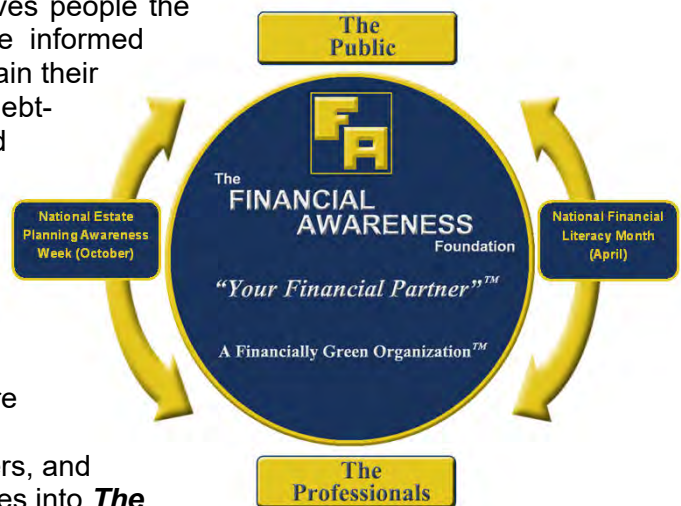 ves people the
e informed
ain their
ebt-
The
Public
FA
The
FINANCIAL
AWARENESS
Foundation
"Your Financial Partner"™
A Financially Green Organization™
National Estate
Planning Awareness
Week (October)
National Financial
Literacy Month
(April)
re
ers, and
es into The
The
Professionals